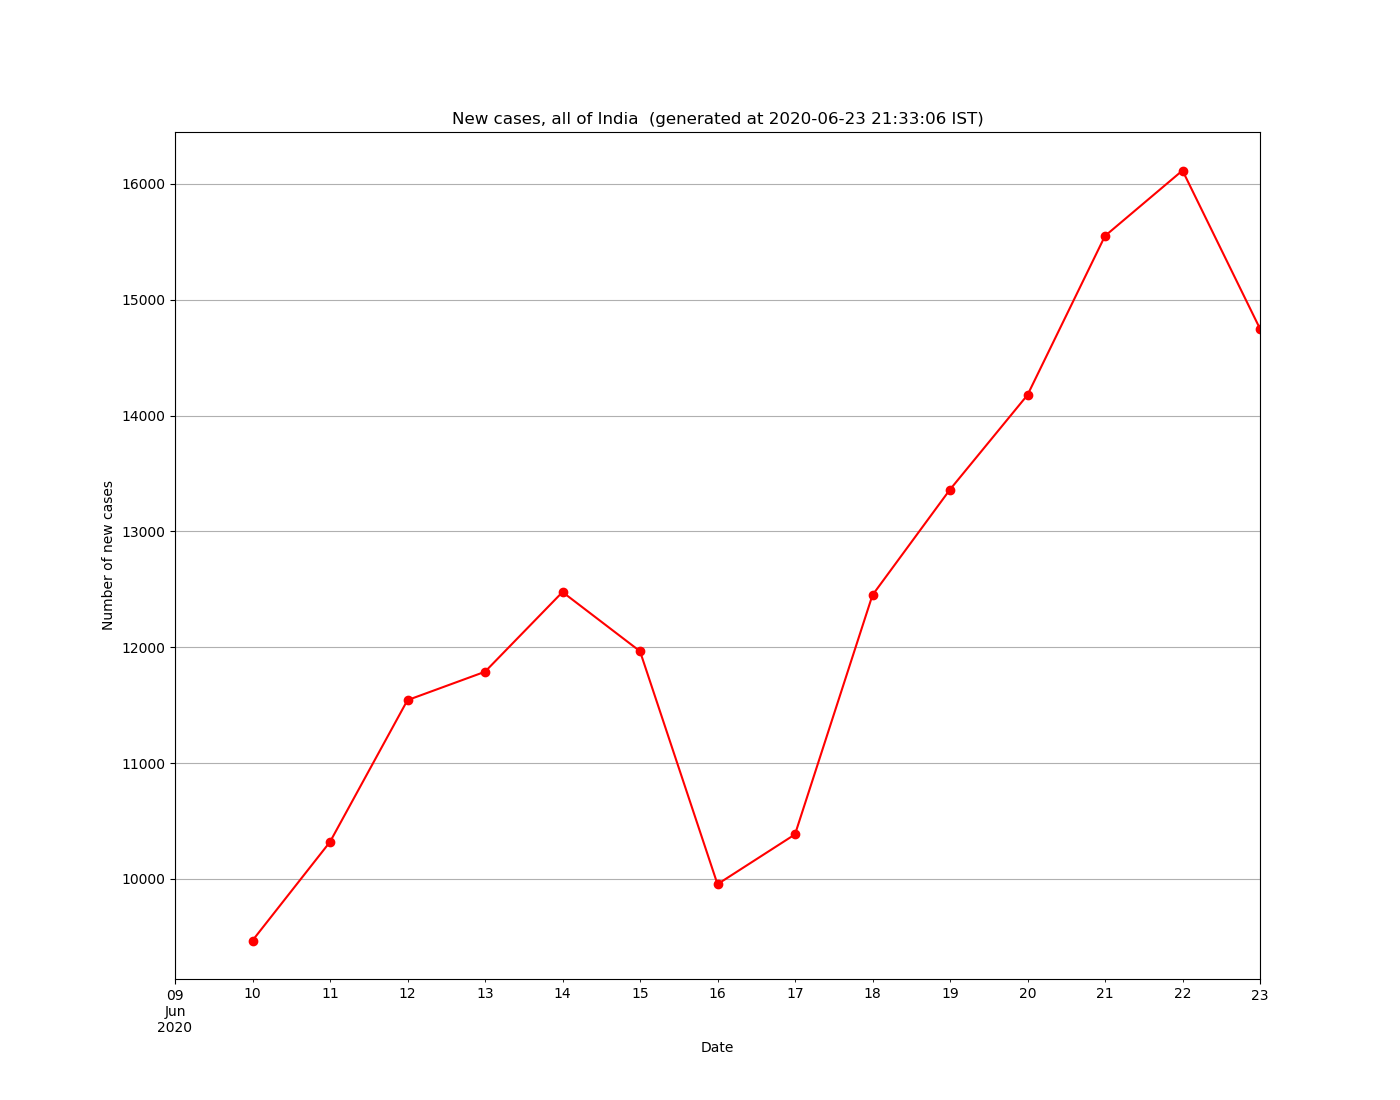 New cases, all of India  (generated at 2020-06-23 21:33:06 IST)
16000
15000
14000
13000
12000
11000
10000
Number of new cases
09 10 11 12 13 14 15 16 17 18 19 20 21 22 23
Jun
2020
Date